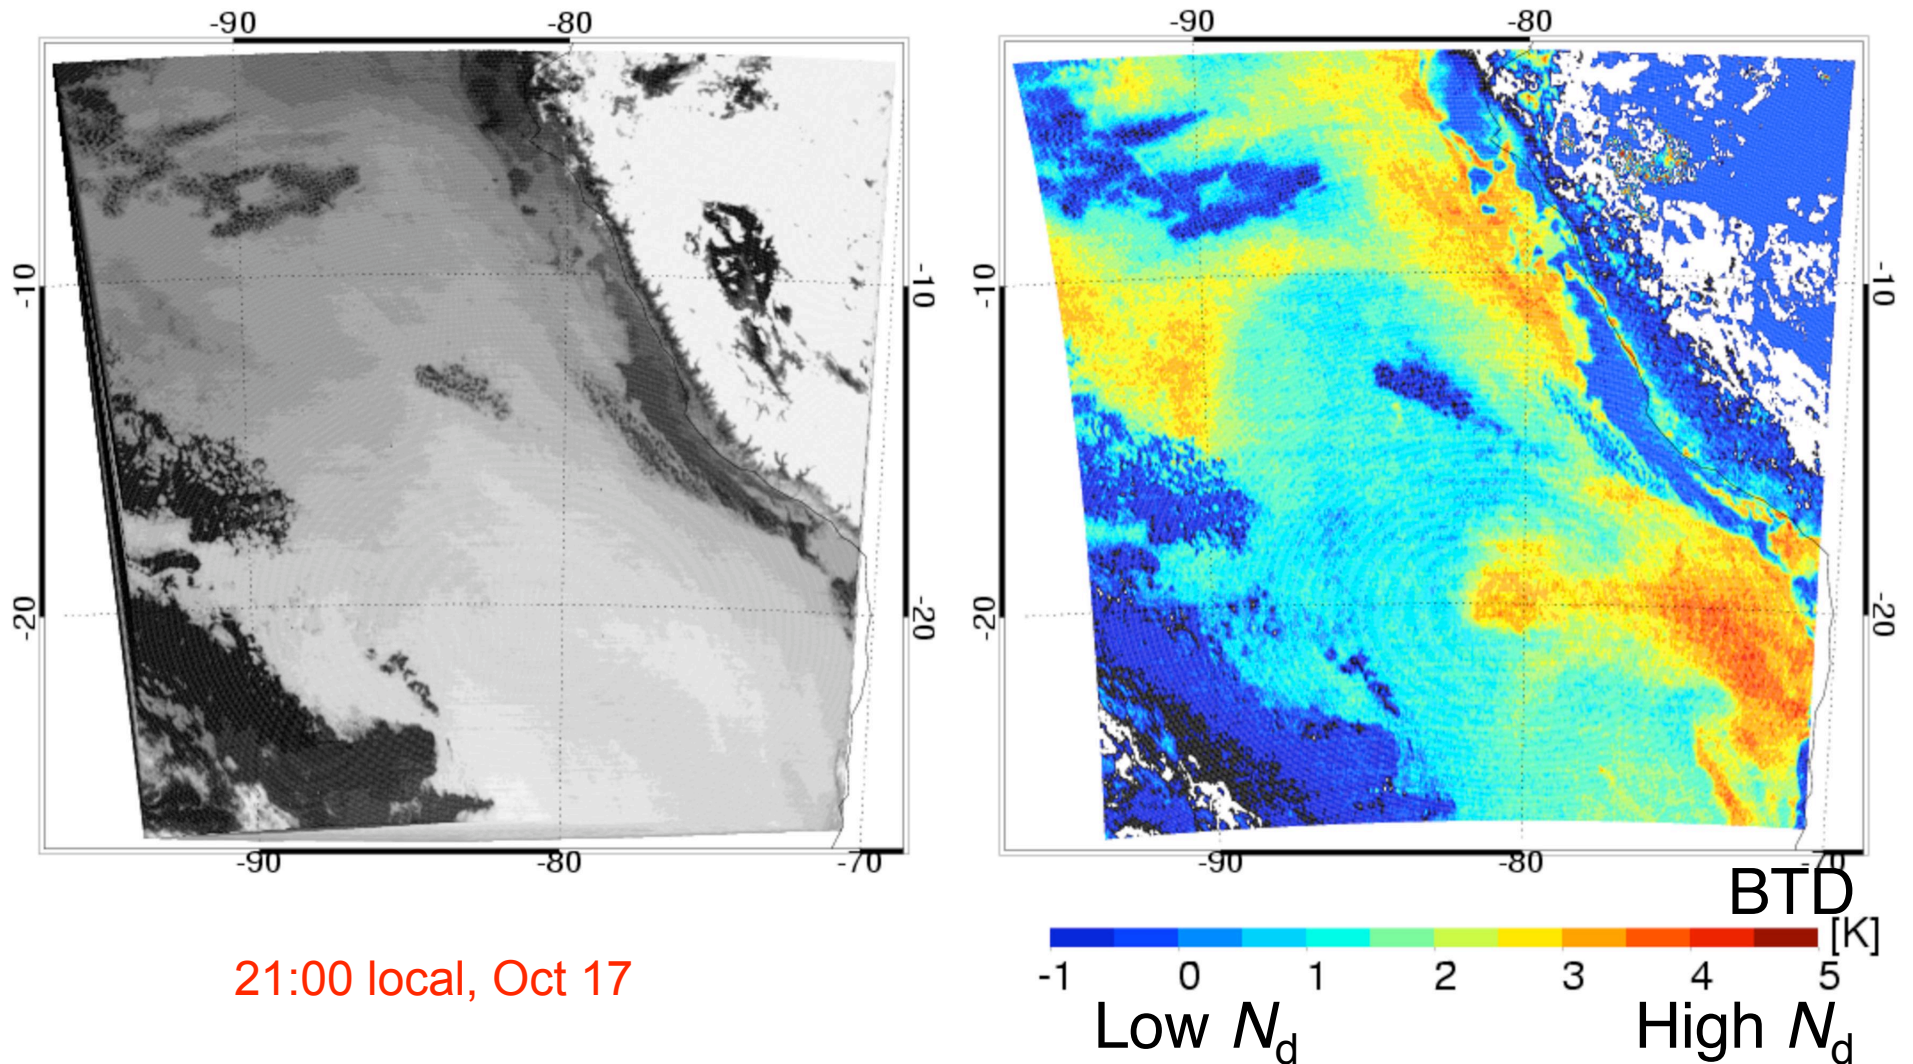 -90 -80 -90 -80
-10 -10 -10 -10
-20 -20 -20 -20
-90 -80 -70 -90 -80 -70
BTD
[K]
-1 0 1 2 3 4 5
21:00 local, Oct 17
Low Nd High Nd